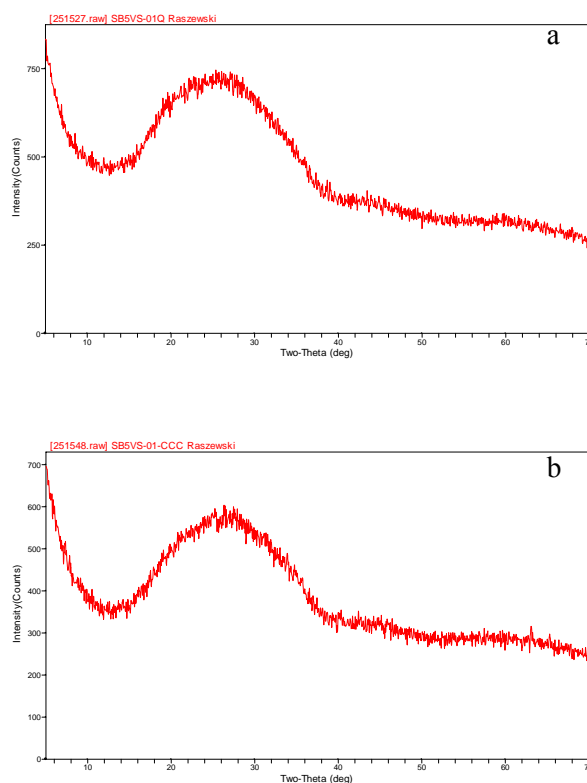 [251527.raw] SB5VS-01Q Raszewski
a
750
500
250
0
Intensity(Counts)
10 20 30 40 50 60 7
Two-Theta (deg)
[251548.raw] SB5VS-01-CCC Raszewski
b
700
600
500
400
300
200
100
0
Intensity(Counts)
10 20 30 40 50 60 7
Two-Theta (deg)